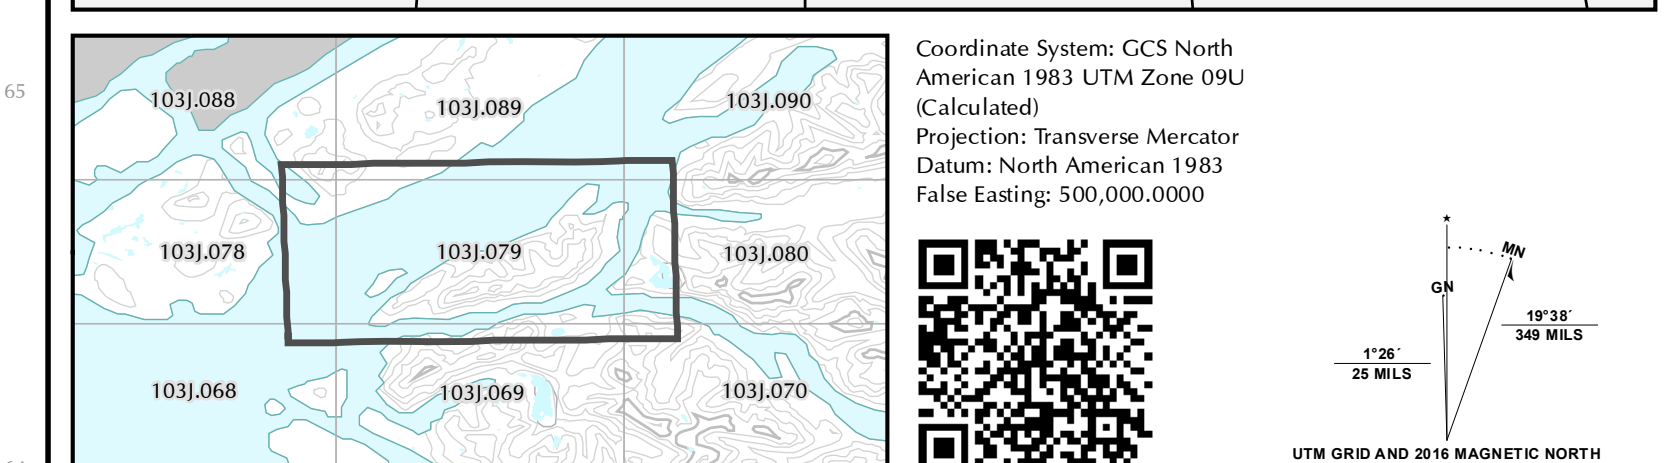 65
103J.088
103J.089
103J.090
103J.078
103J.079
103J.080
103J.068
103J.069
103J.070
Coordinate System: GCS North
American 1983 UTM Zone 09U
(Calculated)
Projection: Transverse Mercator
Datum: North American 1983
False Easting: 500,000.0000
MN
GN
19°38´
349 MILS
1°26´
25 MILS
UTM GRID AND 2016 MAGNETIC NORTH